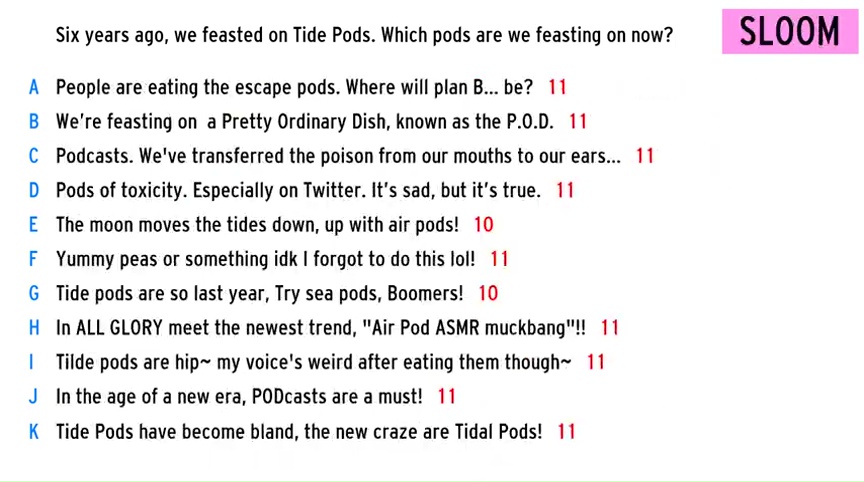 Six years ago, we feasted on Tide Pods. Which pods are we feasting on now?
SLOOM
A People are eating the escape pods. Where will plan B... be? 11
B We're feasting on a Pretty Ordinary Dish, known as the P.O.D. 11
C Podcasts. We've transferred the poison from our mouths to our ears... 11
D Pods of toxicity. Especially on Twitter. It's sad, but it's true. 11
E The moon moves the tides down, up with air pods! 10
F Yummy peas or something idk I forgot to do this lol! 11
G Tide pods are so last year, Try sea pods, Boomers! 10
H In ALL GLORY meet the newest trend, "Air Pod ASMR muckbang"!! 11
I Tilde pods are hip~ my voice's weird after eating them though~ 11
J In the age of a new era, PODcasts are a must! 11
K Tide Pods have become bland, the new craze are Tidal Pods! 11